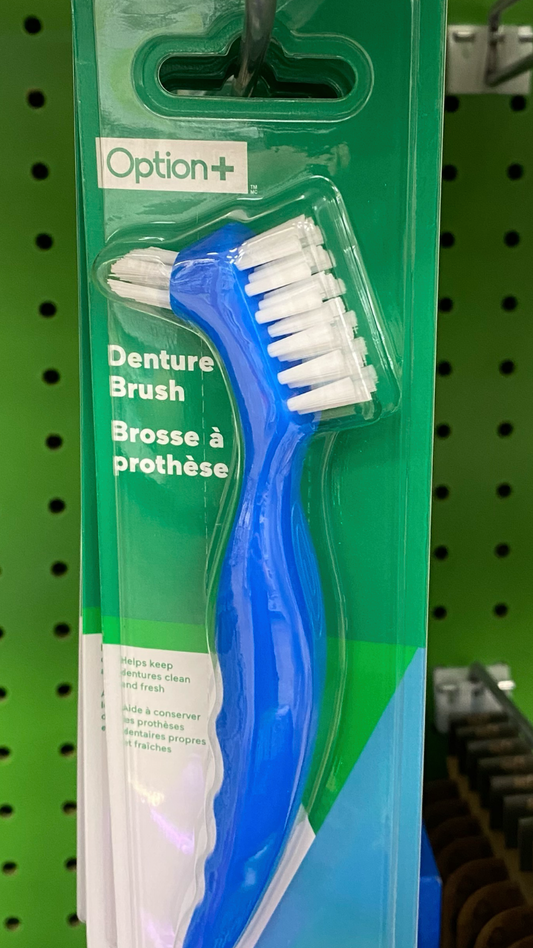 Option+
TM
MC
Denture
Brush
Brosse à
prothèse
Helps keep
dentures clean
and fresh
Aide à conserver
les prothèses
dentaires propres
et fraîches